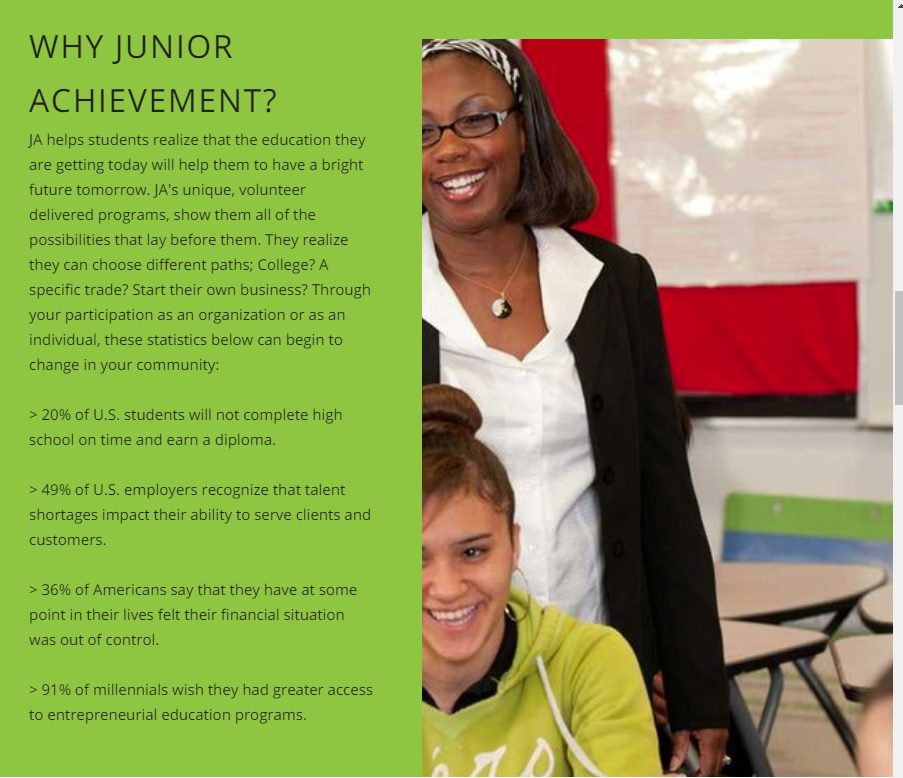 WHY JUNIOR
ACHIEVEMENT?
JA helps students realize that the education they
are getting today will help them to have a bright
future tomorrow. JA's unique, volunteer
delivered programs, show them all of the
possibilities that lay before them. They realize
they can choose different paths; College? A
specific trade? Start their own business? Through
your participation as an organization or as an
individual, these statistics below can begin to
change in your community:
> 20% of U.S. students will not complete high
school on time and earn a diploma.
> 49% of U.S. employers recognize that talent
shortages impact their ability to serve clients and
customers.
> 36% of Americans say that they have at some
point in their lives felt their financial situation
was out of control.
> 91% of millennials wish they had greater access
to entrepreneurial education programs.